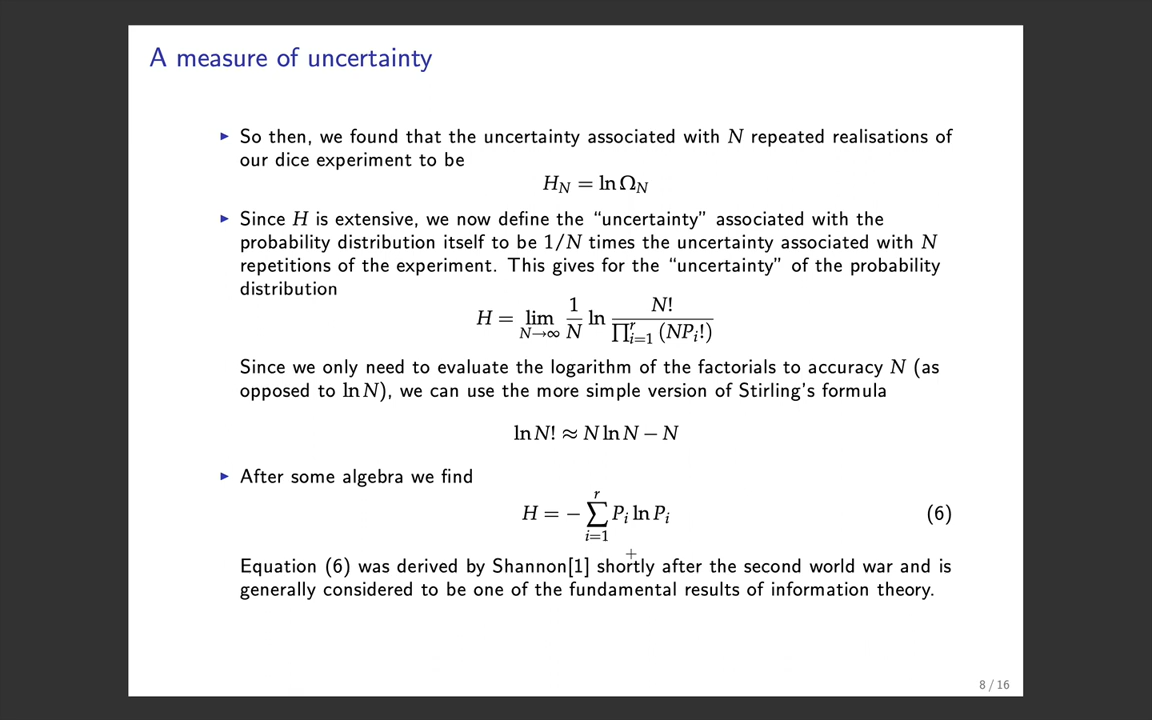 A measure of uncertainty
▶ So then, we found that the uncertainty associated with N repeated realisations of
our dice experiment to be
H_N = ln Ω_N
▶ Since H is extensive, we now define the “uncertainty” associated with the
probability distribution itself to be 1/N times the uncertainty associated with N
repetitions of the experiment. This gives for the “uncertainty” of the probability
distribution
H = lim_{N→∞} \frac{1}{N} ln \frac{N!}{∏_{i=1}^{r} (NP_i!)}
Since we only need to evaluate the logarithm of the factorials to accuracy N (as
opposed to ln N), we can use the more simple version of Stirling’s formula
ln N! ≈ N ln N − N
▶ After some algebra we find
H = − ∑_{i=1}^{r} P_i ln P_i (6)
Equation (6) was derived by Shannon[1] shortly after the second world war and is
generally considered to be one of the fundamental results of information theory.
8 / 16